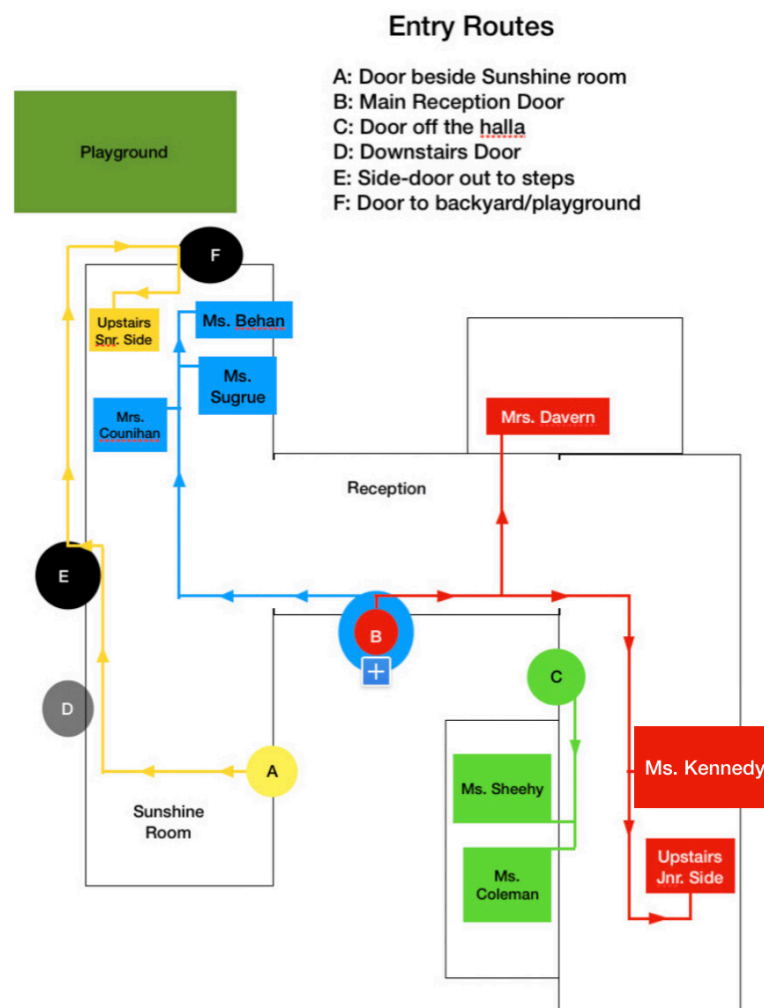 Entry Routes
A: Door beside Sunshine room
B: Main Reception Door
C: Door off the halla
D: Downstairs Door
E: Side-door out to steps
F: Door to backyard/playground
Playground
F
Upstairs
Snr. Side
Ms. Behan
Ms.
Sugrue
Mrs.
Counihan
Mrs. Davern
Reception
E
B
C
D
A
Ms. Kennedy
Ms. Sheehy
Sunshine
Room
Upstairs
Jnr. Side
Ms.
Coleman